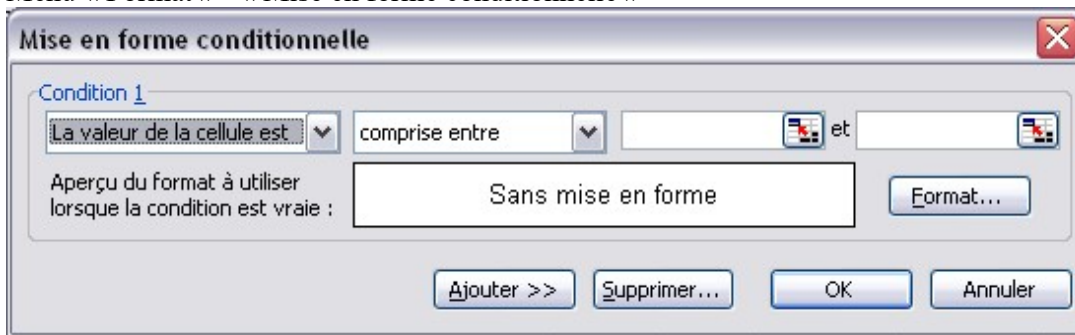 Mise en forme conditionnelle
Condition 1
La valeur de la cellule est comprise entre et
Aperçu du format à utiliser
lorsque la condition est vraie :
Sans mise en forme
Format...
Ajouter >> Supprimer... OK Annuler